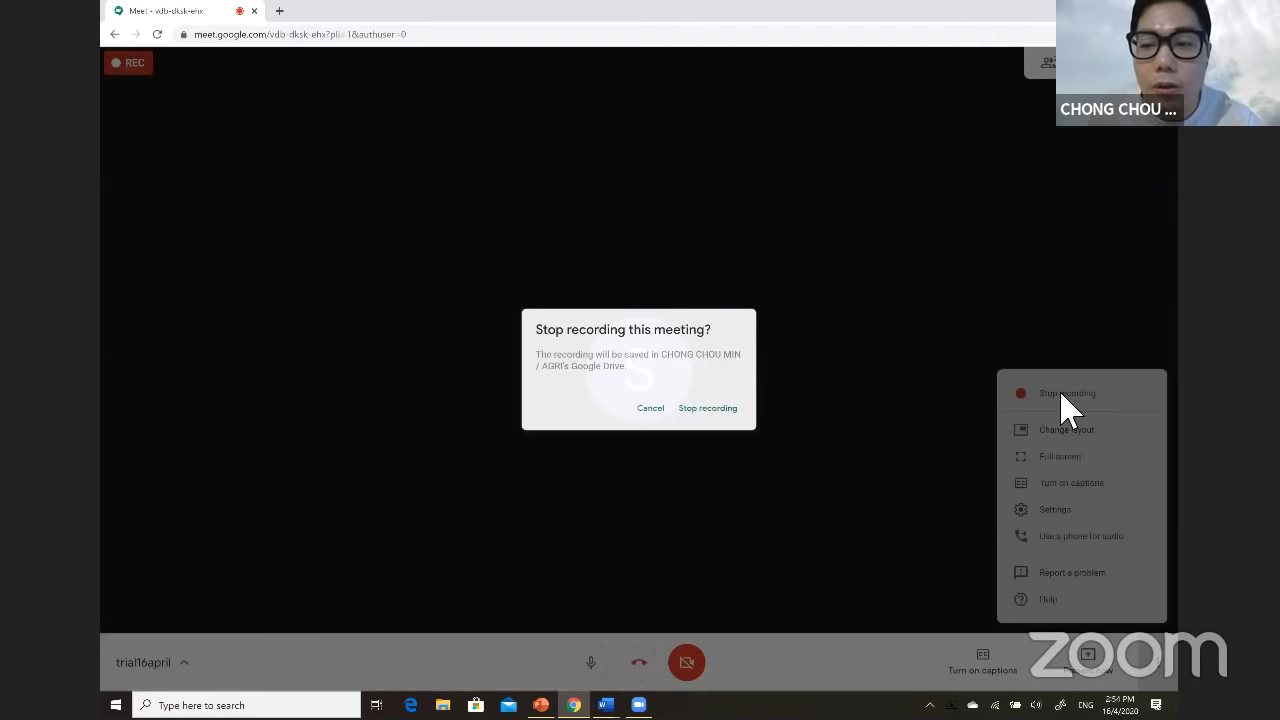 Meet - vdb-dksk-ehx
meet.google.com/vdb-dksk-ehx?pli=1&authuser=0
REC
CHONG CHOU ...
Stop recording this meeting?
The recording will be saved in CHONG CHOU MIN
/ AGRI's Google Drive.
S
Cancel
Stop recording
Stop recording
Change layout
Full screen
Turn on captions
Settings
Use a phone for audio
Report a problem
Help
trial16april
Turn on captions
Present now
zoom
Type here to search
ENG
2:54 PM
16/4/2020